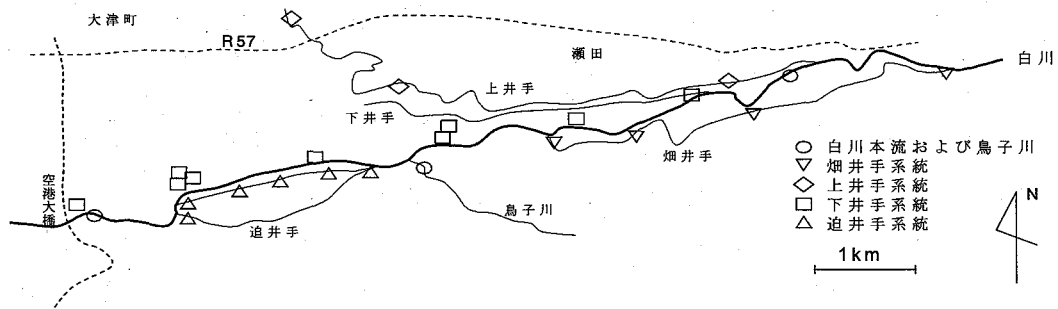 大津町
R57
瀬田
白川
上井手
下井手
畑井手
空港大橋
迫井手
鳥子川
白川本流および鳥子川
畑井手系統
上井手系統
下井手系統
迫井手系統
N
1km